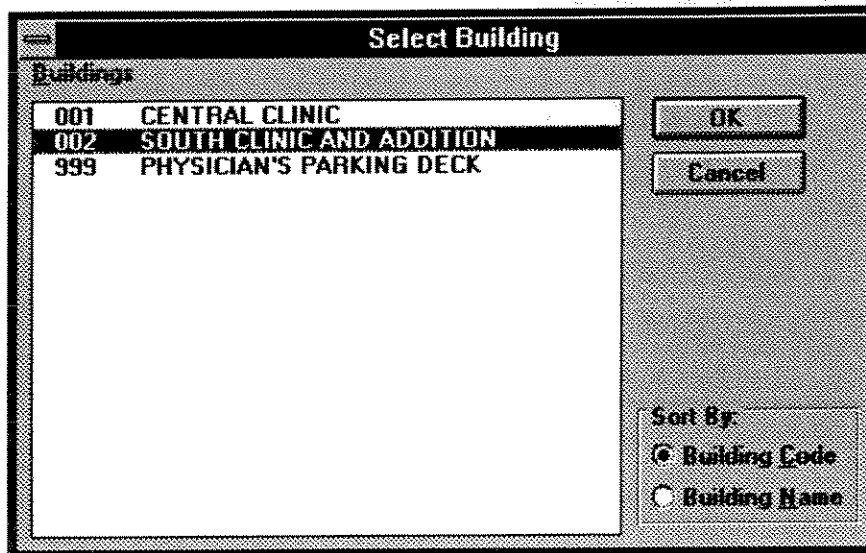 Select Building
Buildings
001 CENTRAL CLINIC
002 SOUTH CLINIC AND ADDITION
999 PHYSICIAN'S PARKING DECK
OK
Cancel
Sort By:
Building Code
Building Name